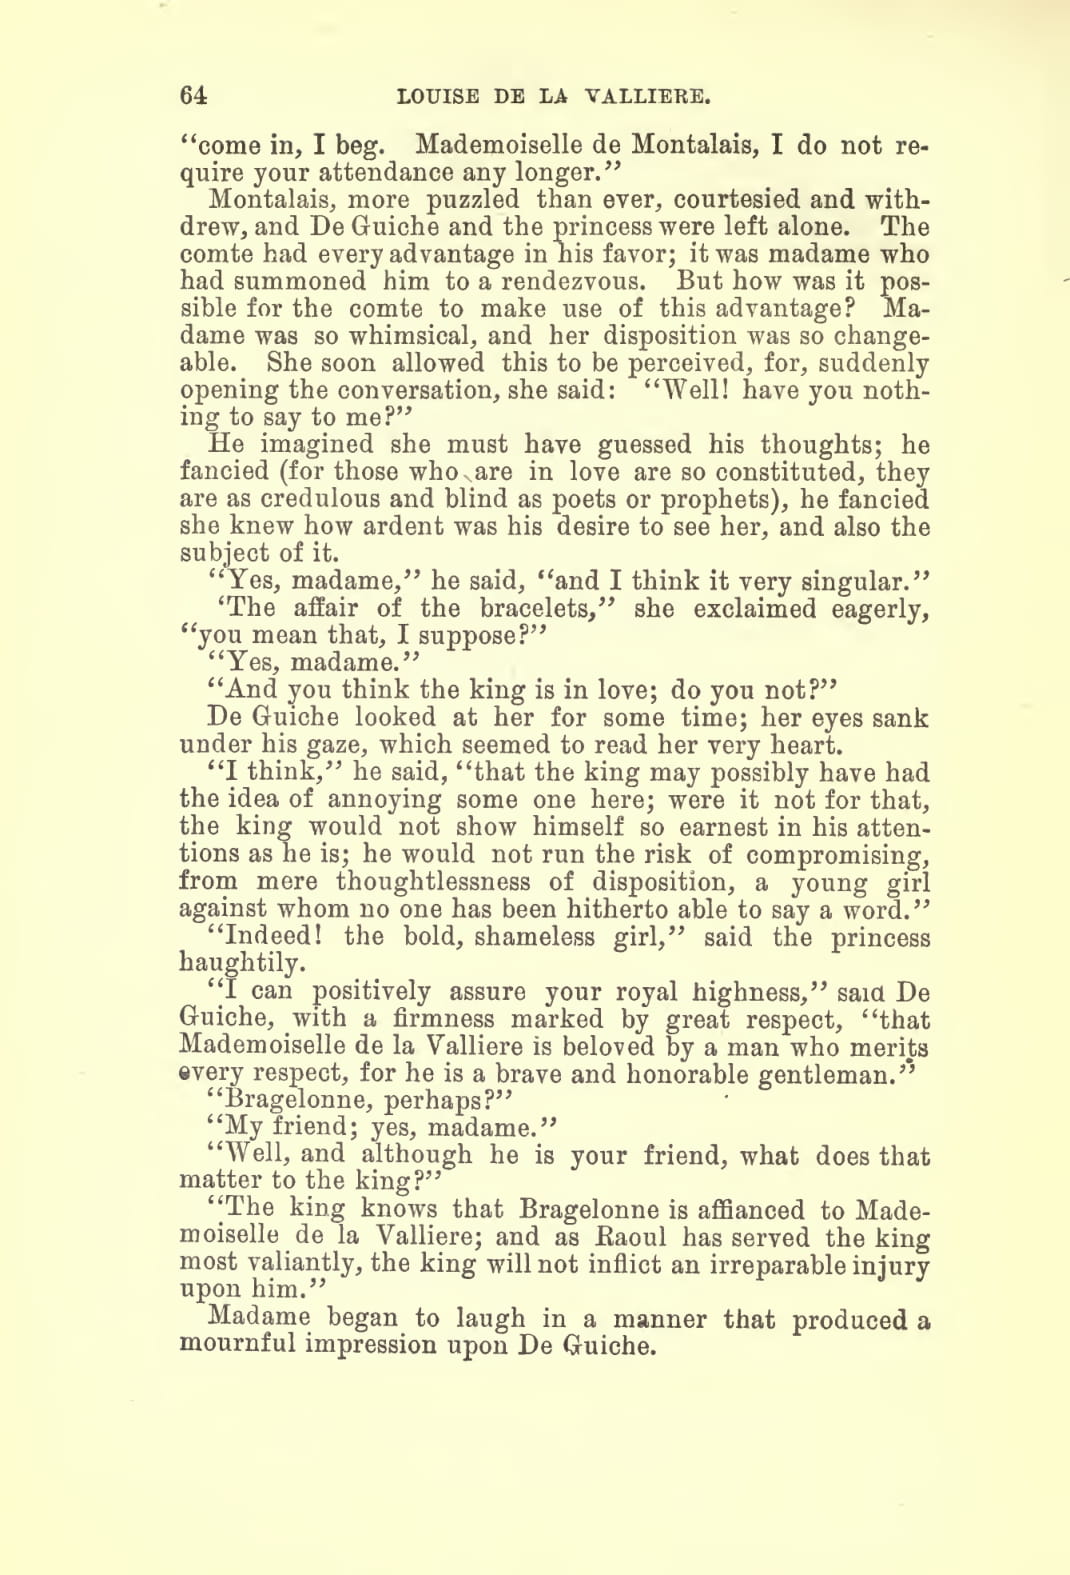 64 LOUISE DE LA VALLIERE.
“come in, I beg. Mademoiselle de Montalais, I do not re-
quire your attendance any longer.”
Montalais, more puzzled than ever, courtesied and with-
drew, and De Guiche and the princess were left alone. The
comte had every advantage in his favor; it was madame who
had summoned him to a rendezvous. But how was it pos-
sible for the comte to make use of this advantage? Ma-
dame was so whimsical, and her disposition was so change-
able. She soon allowed this to be perceived, for, suddenly
opening the conversation, she said: “Well! have you noth-
ing to say to me?”
He imagined she must have guessed his thoughts; he
fancied (for those who are in love are so constituted, they
are as credulous and blind as poets or prophets), he fancied
she knew how ardent was his desire to see her, and also the
subject of it.
“Yes, madame,” he said, “and I think it very singular.”
‘The affair of the bracelets,” she exclaimed eagerly,
“you mean that, I suppose?”
“Yes, madame.”
“And you think the king is in love; do you not?”
De Guiche looked at her for some time; her eyes sank
under his gaze, which seemed to read her very heart.
“I think,” he said, “that the king may possibly have had
the idea of annoying some one here; were it not for that,
the king would not show himself so earnest in his atten-
tions as he is; he would not run the risk of compromising,
from mere thoughtlessness of disposition, a young girl
against whom no one has been hitherto able to say a word.”
“Indeed! the bold, shameless girl,” said the princess
haughtily.
“I can positively assure your royal highness,” said De
Guiche, with a firmness marked by great respect, “that
Mademoiselle de la Valliere is beloved by a man who merits
every respect, for he is a brave and honorable gentleman.”
“Bragelonne, perhaps?”
“My friend; yes, madame.”
“Well, and although he is your friend, what does that
matter to the king?”
“The king knows that Bragelonne is affianced to Made-
moiselle de la Valliere; and as Raoul has served the king
most valiantly, the king will not inflict an irreparable injury
upon him.”
Madame began to laugh in a manner that produced a
mournful impression upon De Guiche.